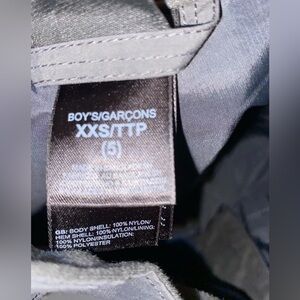 BOY'S/GARÇONS
XXS/TTP
(5)
GB: BODY SHELL: 100% NYLON/
HEM SHELL: 100% NYLON/LINING:
100% NYLON/INSULATION:
100% POLYESTER